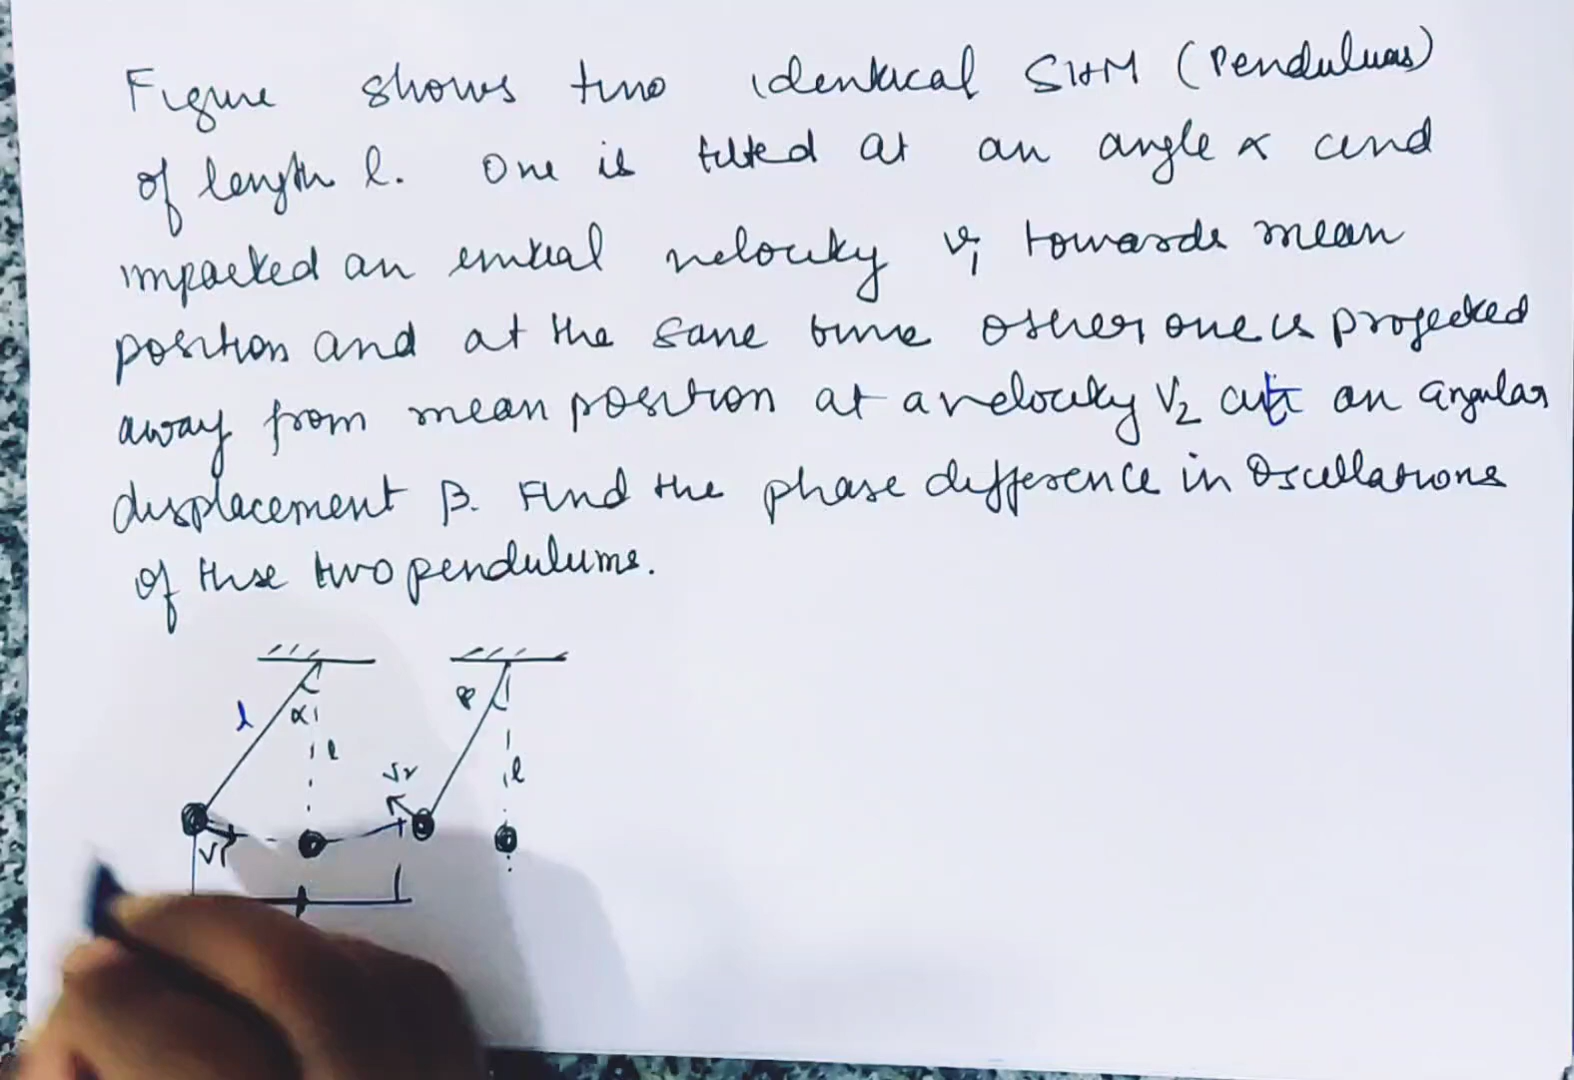 Figure shows two identical SHM (Pendulums)
of length l. One is tilted at an angle α and
imparted an initial velocity v₁ towards mean
position and at the same time other one is projected
away from mean position at a velocity V₂ at an angular
displacement β. Find the phase difference in Oscillations
of these two pendulums.
l α l
β l
v₂
v₁